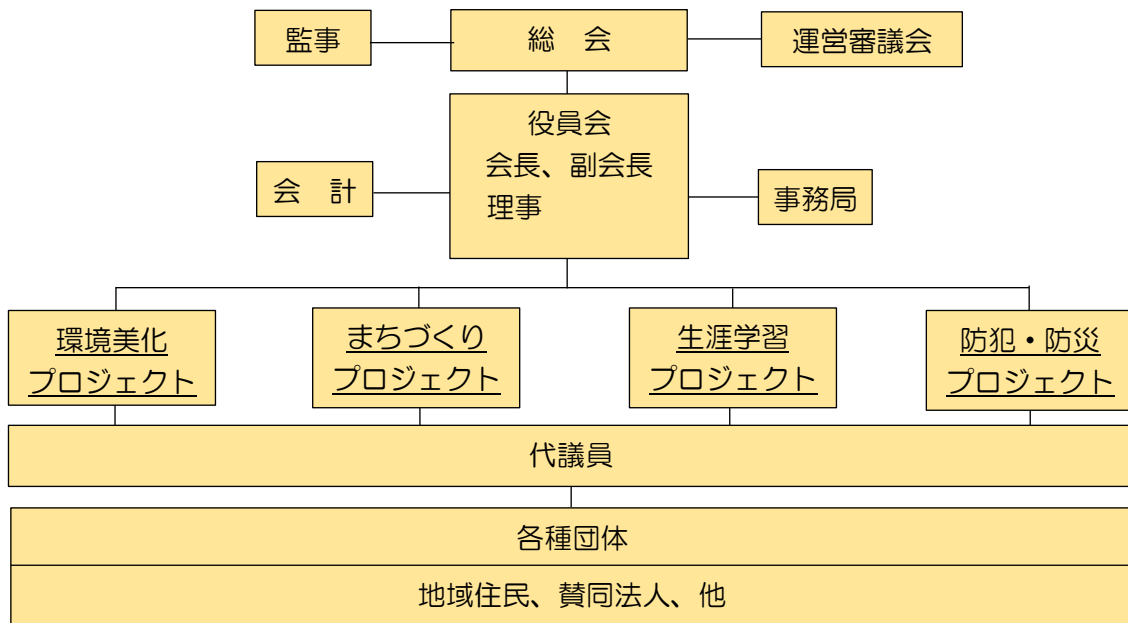 監事
総　会
運営審議会
役員会
会長、副会長
理事
会　計
事務局
環境美化
プロジェクト
まちづくり
プロジェクト
生涯学習
プロジェクト
防犯・防災
プロジェクト
代議員
各種団体
地域住民、賛同法人、他